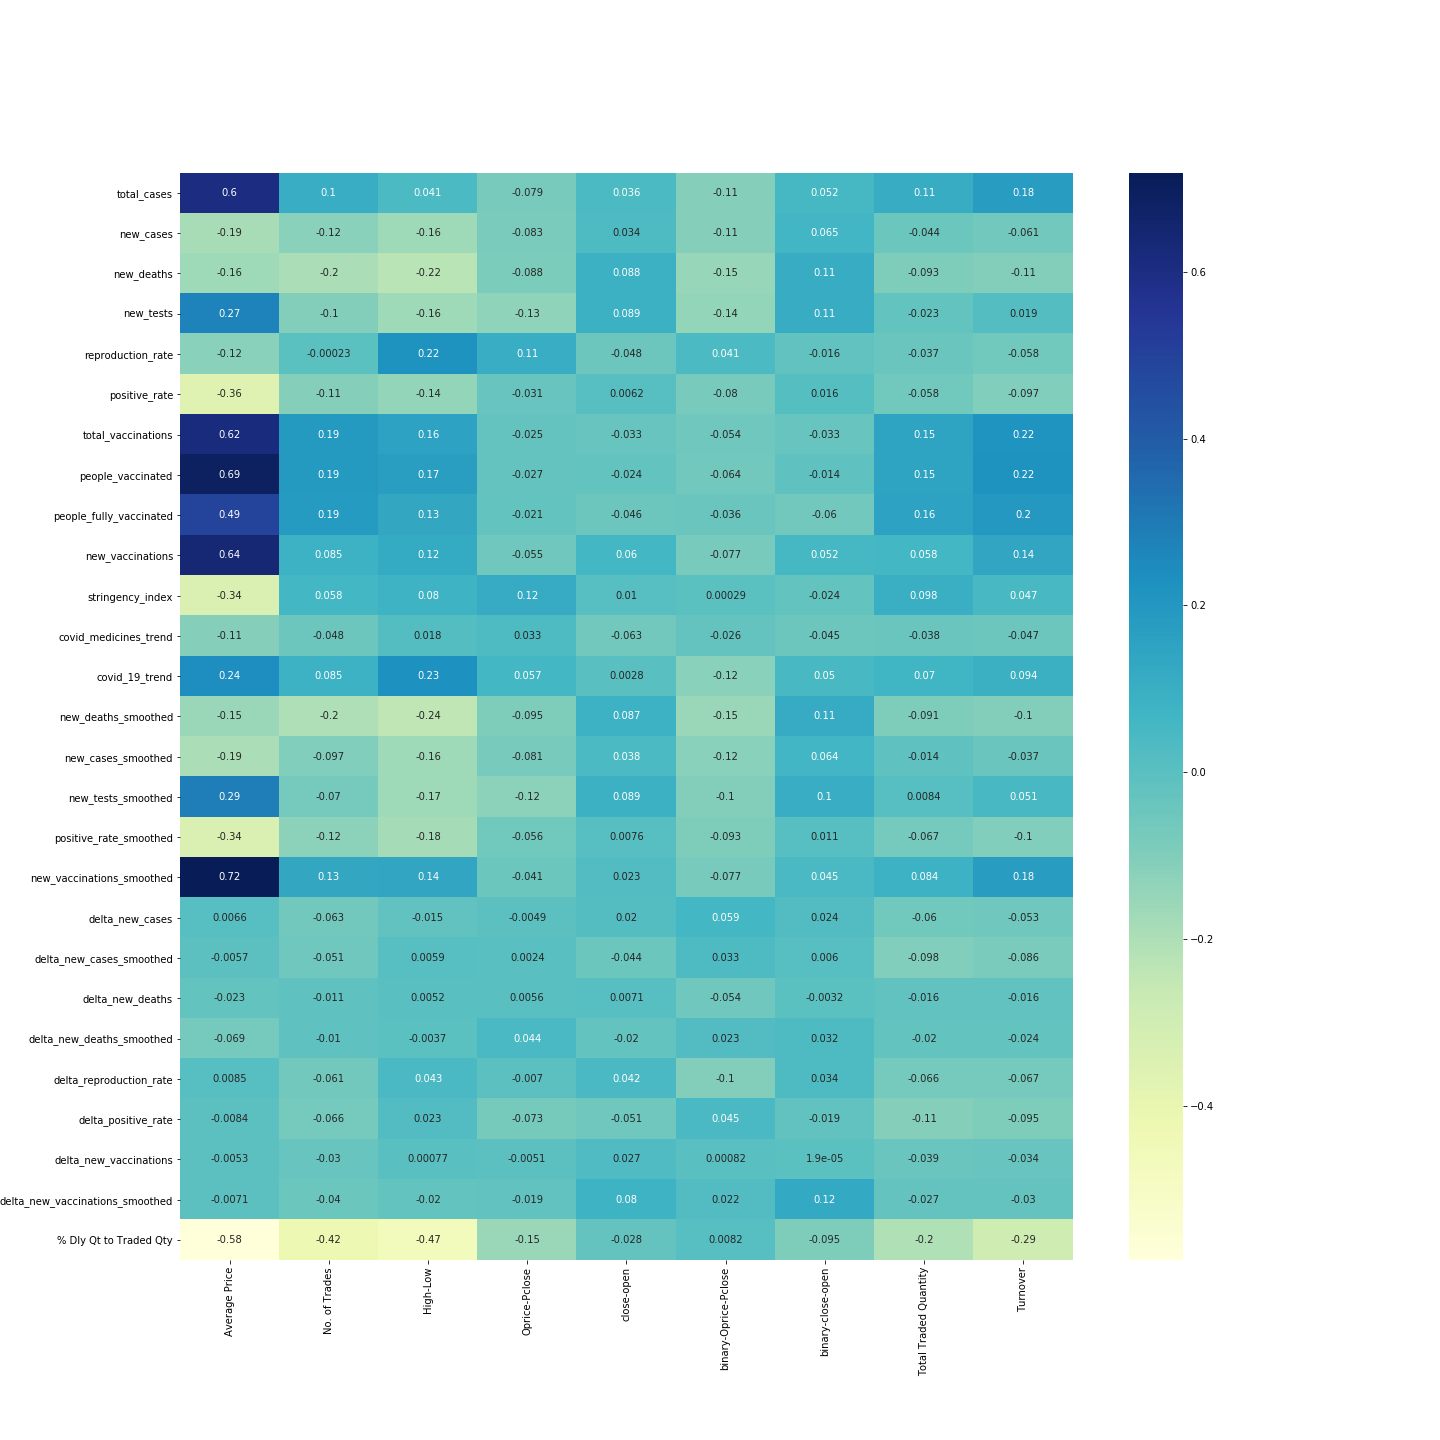 total_cases 0.6 0.1 0.041 -0.079 0.036 -0.11 0.052 0.11 0.18
new_cases -0.19 -0.12 -0.16 -0.083 0.034 -0.11 0.065 -0.044 -0.061
new_deaths -0.16 -0.2 -0.22 -0.088 0.088 -0.15 0.11 -0.093 -0.11
0.6
new_tests 0.27 -0.1 -0.16 -0.13 0.089 -0.14 0.11 -0.023 0.019
reproduction_rate -0.12 -0.00023 0.22 0.11 -0.048 0.041 -0.016 -0.037 -0.058
positive_rate -0.36 -0.11 -0.14 -0.031 0.0062 -0.08 0.016 -0.058 -0.097
total_vaccinations 0.62 0.19 0.16 -0.025 -0.033 -0.054 -0.033 0.15 0.22
0.4
people_vaccinated 0.69 0.19 0.17 -0.027 -0.024 -0.064 -0.014 0.15 0.22
people_fully_vaccinated 0.49 0.19 0.13 -0.021 -0.046 -0.036 -0.06 0.16 0.2
new_vaccinations 0.64 0.085 0.12 -0.055 0.06 -0.077 0.052 0.058 0.14
stringency_index -0.34 0.058 0.08 0.12 0.01 0.00029 -0.024 0.098 0.047
0.2
covid_medicines_trend -0.11 -0.048 0.018 0.033 -0.063 -0.026 -0.045 -0.038 -0.047
covid_19_trend 0.24 0.085 0.23 0.057 0.0028 -0.12 0.05 0.07 0.094
new_deaths_smoothed -0.15 -0.2 -0.24 -0.095 0.087 -0.15 0.11 -0.091 -0.1
new_cases_smoothed -0.19 -0.097 -0.16 -0.081 0.038 -0.12 0.064 -0.014 -0.037
0.0
new_tests_smoothed 0.29 -0.07 -0.17 -0.12 0.089 -0.1 0.1 0.0084 0.051
positive_rate_smoothed -0.34 -0.12 -0.18 -0.056 0.0076 -0.093 0.011 -0.067 -0.1
new_vaccinations_smoothed 0.72 0.13 0.14 -0.041 0.023 -0.077 0.045 0.084 0.18
delta_new_cases 0.0066 -0.063 -0.015 -0.0049 0.02 0.059 0.024 -0.06 -0.053
−0.2
delta_new_cases_smoothed -0.0057 -0.051 0.0059 0.0024 -0.044 0.033 0.006 -0.098 -0.086
delta_new_deaths -0.023 -0.011 0.0052 0.0056 0.0071 -0.054 -0.0032 -0.016 -0.016
delta_new_deaths_smoothed -0.069 -0.01 -0.0037 0.044 -0.02 0.023 0.032 -0.02 -0.024
delta_reproduction_rate 0.0085 -0.061 0.043 -0.007 0.042 -0.1 0.034 -0.066 -0.067
−0.4
delta_positive_rate -0.0084 -0.066 0.023 -0.073 -0.051 0.045 -0.019 -0.11 -0.095
delta_new_vaccinations -0.0053 -0.03 0.00077 -0.0051 0.027 0.00082 1.9e-05 -0.039 -0.034
delta_new_vaccinations_smoothed -0.0071 -0.04 -0.02 -0.019 0.08 0.022 0.12 -0.027 -0.03
% Dly Qt to Traded Qty -0.58 -0.42 -0.47 -0.15 -0.028 0.0082 -0.095 -0.2 -0.29
Average Price
No. of Trades
High-Low
Oprice-Pclose
close-open
binary-Oprice-Pclose
binary-close-open
Total Traded Quantity
Turnover